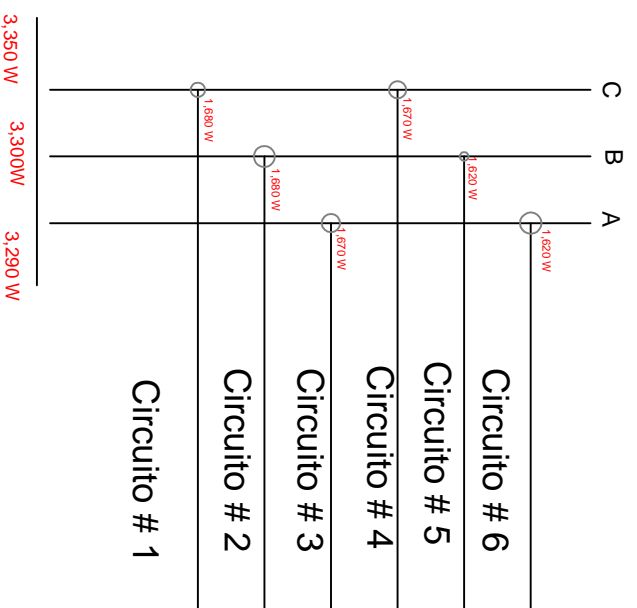 A
B
C
1,620 W
Circuito # 6
1,620 W
Circuito # 5
1,670 W
Circuito # 4
1,670 W
Circuito # 3
1,680 W
Circuito # 2
1,680 W
Circuito # 1
3,290 W
3,300W
3,350 W